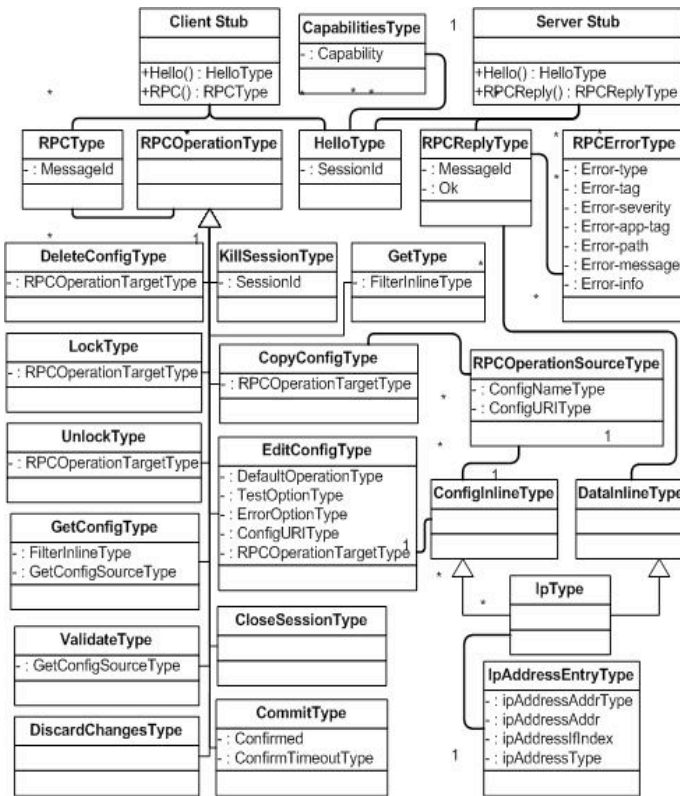 Client Stub
+Hello() : HelloType
+RPC() : RPCType
CapabilitiesType
- : Capability
1
Server Stub
+Hello() : HelloType
+RPCReply() : RPCReplyType
*
*
*
*
*
RPCType
- : MessageId
RPCOperationType
*
HelloType
- : SessionId
RPCReplyType
- : MessageId
- : Ok
*
*
*
RPCErrorType
- : Error-type
- : Error-tag
- : Error-severity
- : Error-app-tag
- : Error-path
- : Error-message
- : Error-info
*
1
DeleteConfigType
- : RPCOperationTargetType
KillSessionType
- : SessionId
GetType
- : FilterInlineType
*
*
*
LockType
- : RPCOperationTargetType
CopyConfigType
- : RPCOperationTargetType
RPCOperationSourceType
- : ConfigNameType
- : ConfigURIType
*
1
UnlockType
- : RPCOperationTargetType
EditConfigType
- : DefaultOperationType
- : TestOptionType
- : ErrorOptionType
- : ConfigURIType
- : RPCOperationTargetType
*
1
1
ConfigInlineType
DataInlineType
GetConfigType
- : FilterInlineType
- : GetConfigSourceType
*
*
IpType
ValidateType
- : GetConfigSourceType
CloseSessionType
IpAddressEntryType
- : ipAddressAddrType
- : ipAddressAddr
- : ipAddressIfIndex
- : ipAddressType
1
DiscardChangesType
CommitType
- : Confirmed
- : ConfirmTimeoutType